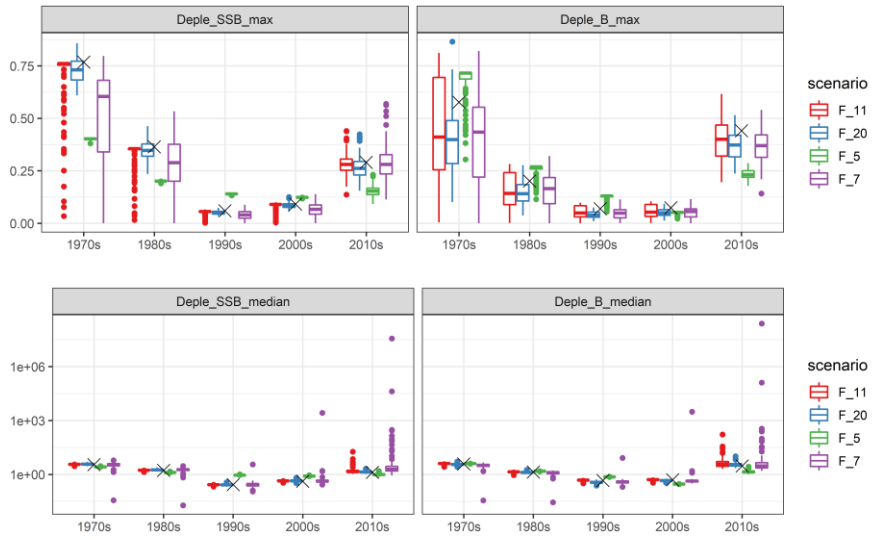 Deple_SSB_max
Deple_B_max
0.75
0.50
0.25
0.00
1970s 1980s 1990s 2000s 2010s
1970s 1980s 1990s 2000s 2010s
scenario
F_11
F_20
F_5
F_7
Deple_SSB_median
Deple_B_median
1e+06
1e+03
1e+00
1970s 1980s 1990s 2000s 2010s
1970s 1980s 1990s 2000s 2010s
scenario
F_11
F_20
F_5
F_7